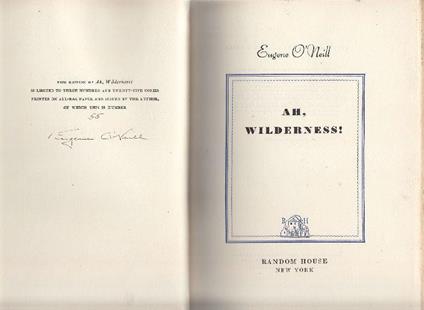 THIS EDITION OF Ah, Wilderness!
IS LIMITED TO THREE HUNDRED AND TWENTY-FIVE COPIES
PRINTED ON ALL-RAG PAPER AND SIGNED BY THE AUTHOR,
OF WHICH THIS IS NUMBER
55
Eugene O'Neill
Eugene O'Neill
AH,
WILDERNESS!
R H
RANDOM HOUSE
NEW YORK